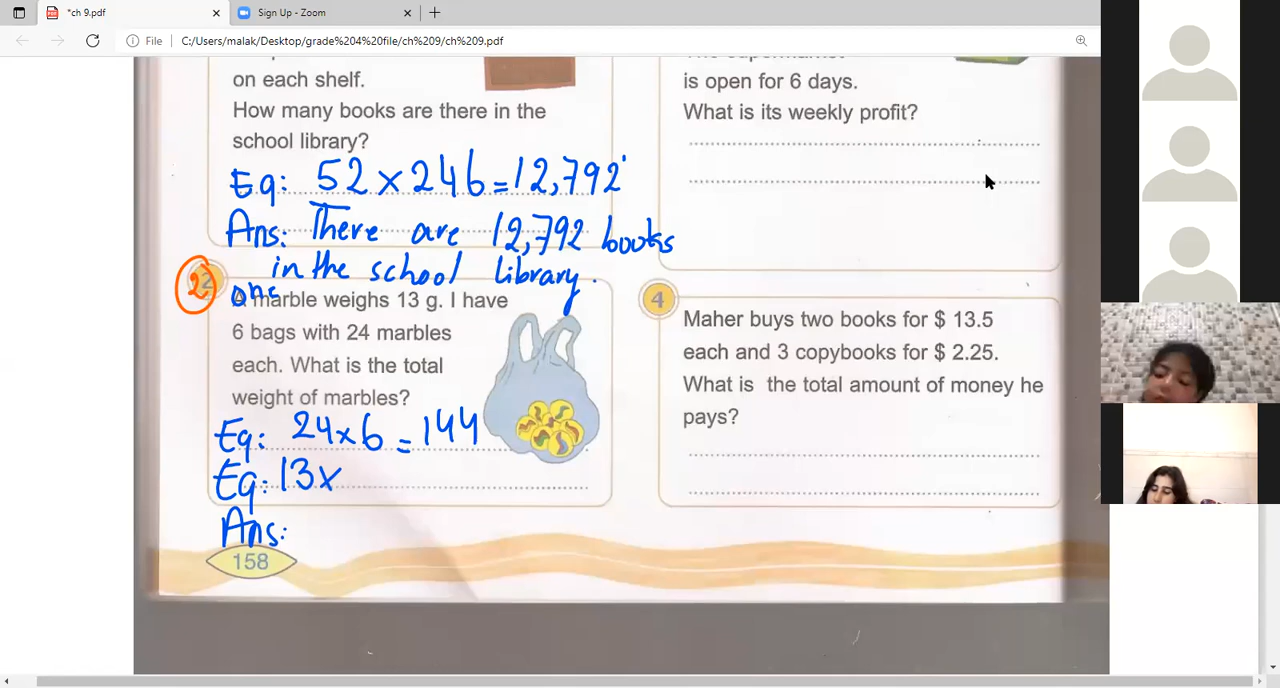 *ch 9.pdf
Sign Up - Zoom
File
C:/Users/malak/Desktop/grade%204%20file/ch%209/ch%209.pdf
on each shelf.
How many books are there in the
school library?
Eq: 52 x 246 = 12,792
Ans: There are 12,792 books
in the school library.
2
one
A marble weighs 13 g. I have
6 bags with 24 marbles
each. What is the total
weight of marbles?
Eq: 24 x 6 = 144
Eq: 13 x
Ans:
158
is open for 6 days.
What is its weekly profit?
4
Maher buys two books for $ 13.5
each and 3 copybooks for $ 2.25.
What is the total amount of money he
pays?